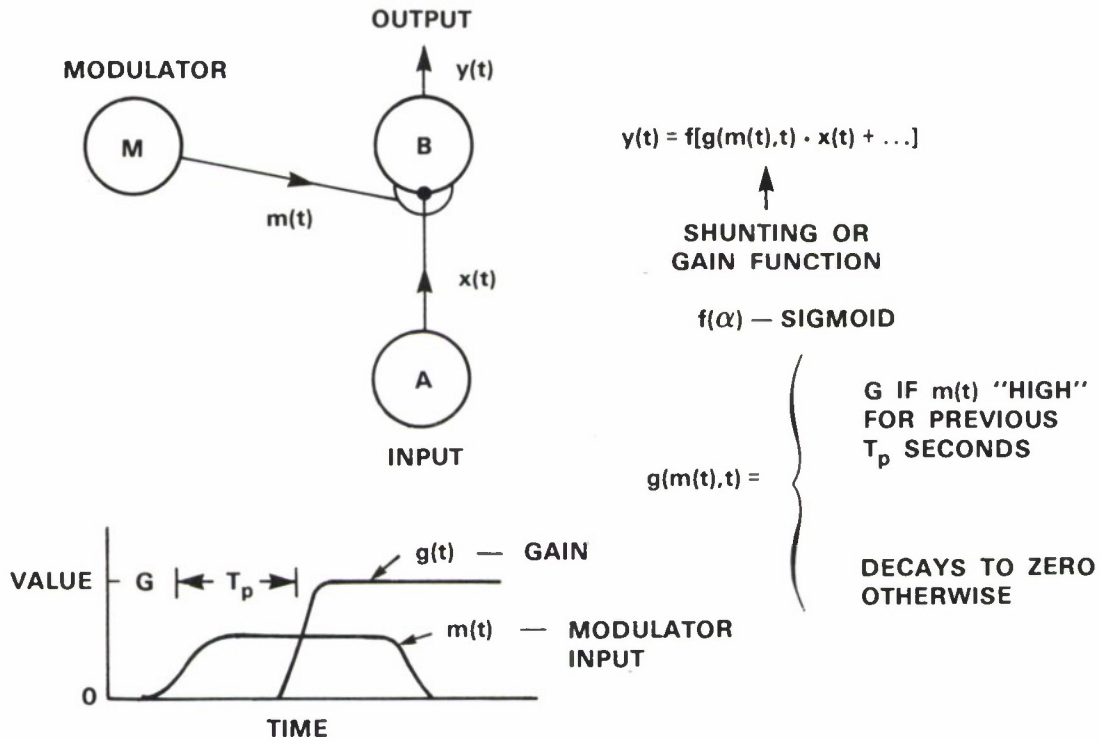 OUTPUT
MODULATOR
y(t)
M
B
m(t)
x(t)
A
INPUT
y(t) = f[g(m(t),t) · x(t) + ...]
SHUNTING OR
GAIN FUNCTION
f(α) — SIGMOID
g(m(t),t) =
G IF m(t) "HIGH"
FOR PREVIOUS
Tp SECONDS
DECAYS TO ZERO
OTHERWISE
g(t) — GAIN
VALUE
G
Tp
m(t) — MODULATOR
INPUT
0
TIME